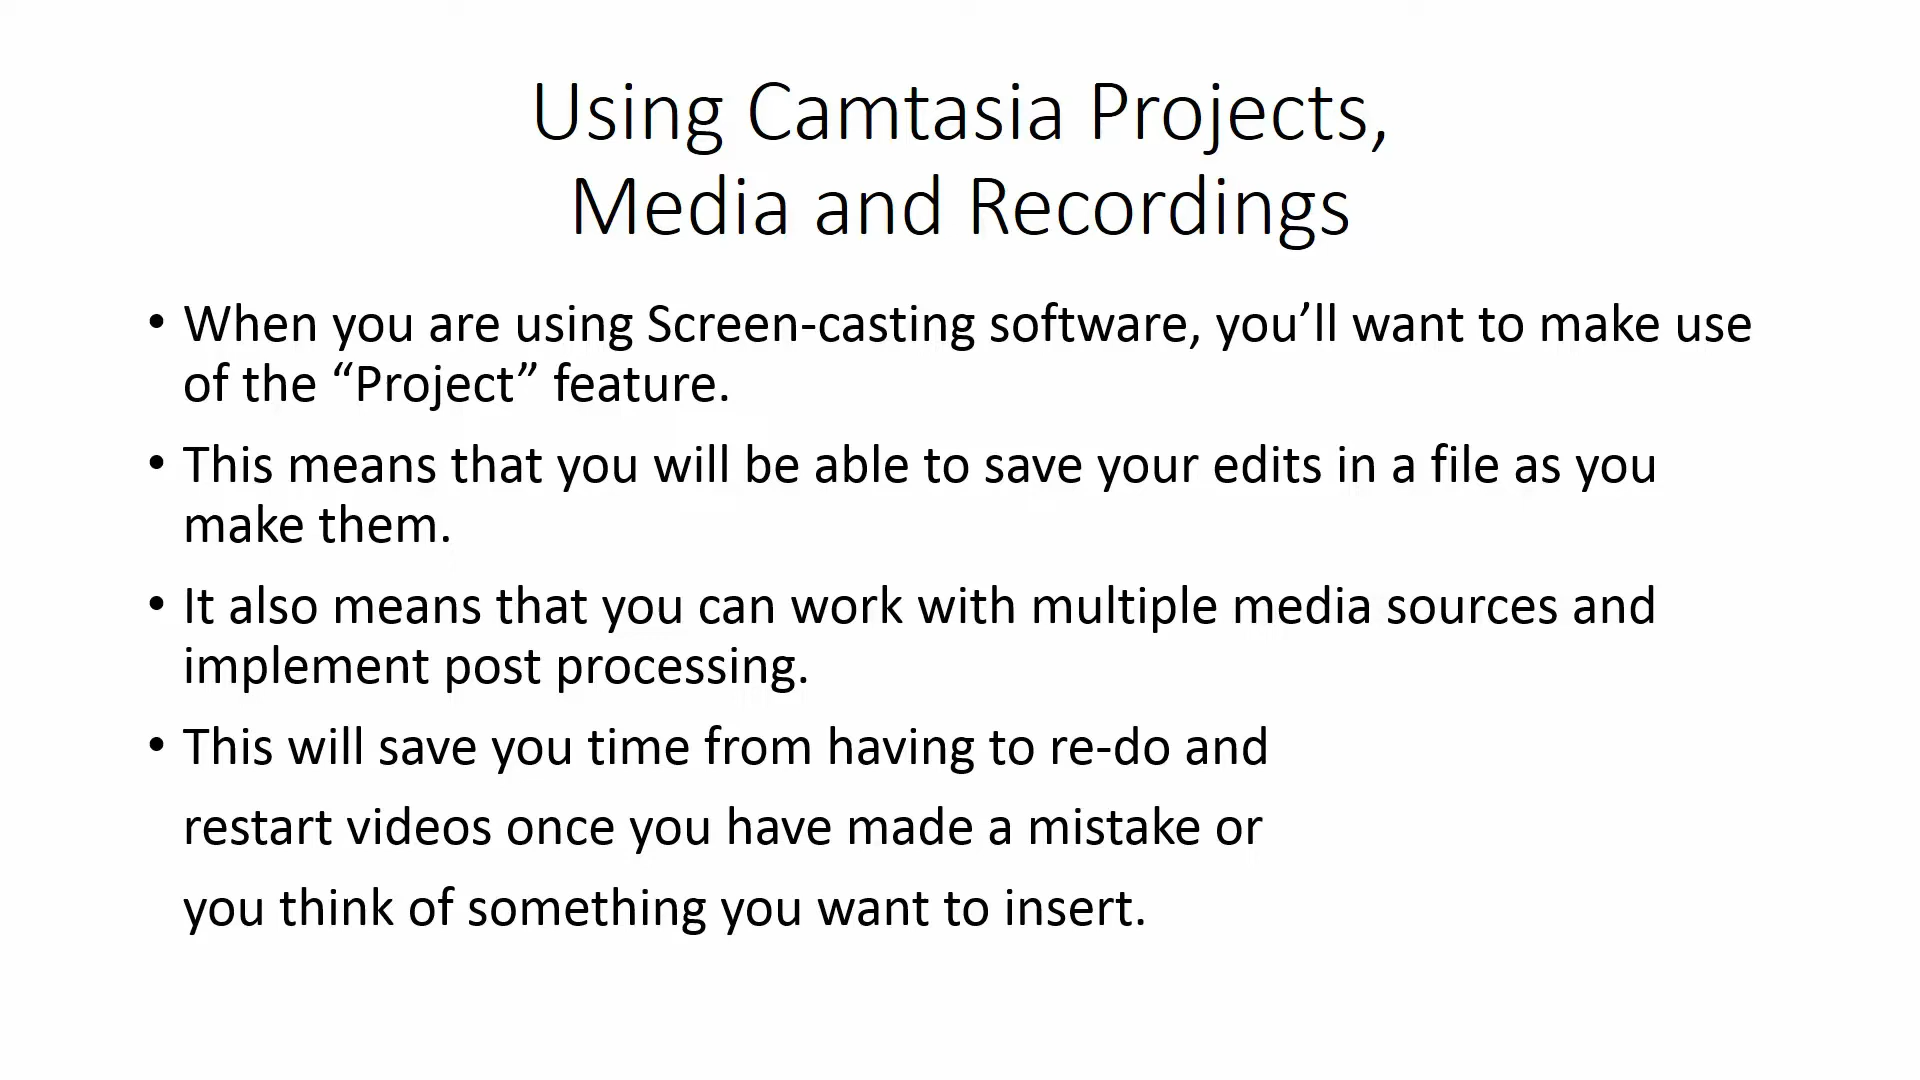 Using Camtasia Projects,
Media and Recordings
• When you are using Screen-casting software, you’ll want to make use
of the “Project” feature.
• This means that you will be able to save your edits in a file as you
make them.
• It also means that you can work with multiple media sources and
implement post processing.
• This will save you time from having to re-do and
restart videos once you have made a mistake or
you think of something you want to insert.